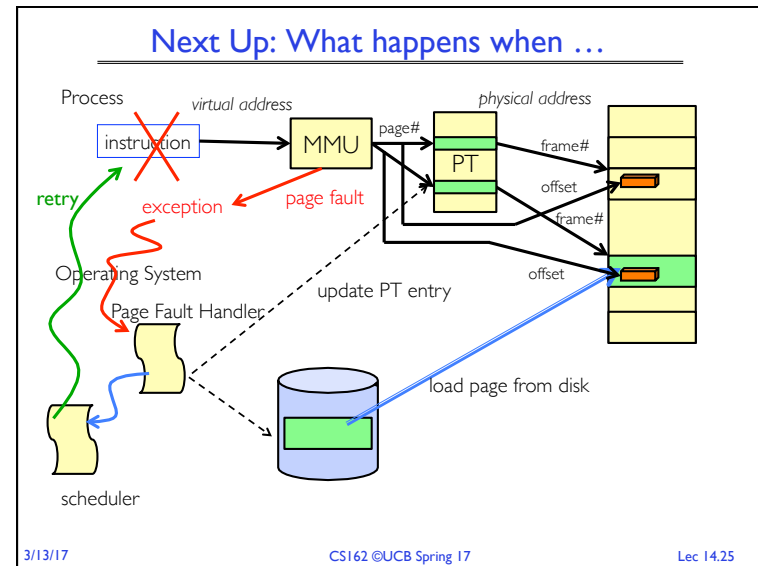 Next Up: What happens when …
Process
virtual address
physical address
instruction
MMU
page#
PT
frame#
offset
retry
exception
page fault
frame#
offset
Operating System
update PT entry
Page Fault Handler
load page from disk
scheduler
3/13/17
CS162 ©UCB Spring 17
Lec 14.25